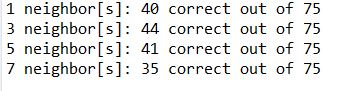 1 neighbor[s]: 40 correct out of 75
3 neighbor[s]: 44 correct out of 75
5 neighbor[s]: 41 correct out of 75
7 neighbor[s]: 35 correct out of 75